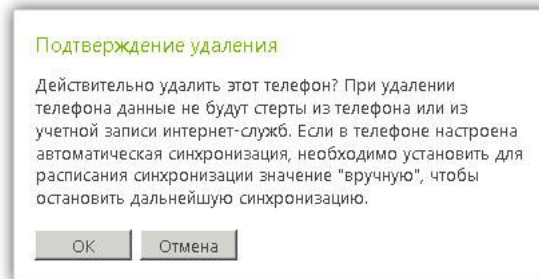 Подтверждение удаления
Действительно удалить этот телефон? При удалении
телефона данные не будут стерты из телефона или из
учетной записи интернет-служб. Если в телефоне настроена
автоматическая синхронизация, необходимо установить для
расписания синхронизации значение "вручную", чтобы
остановить дальнейшую синхронизацию.
OK Отмена